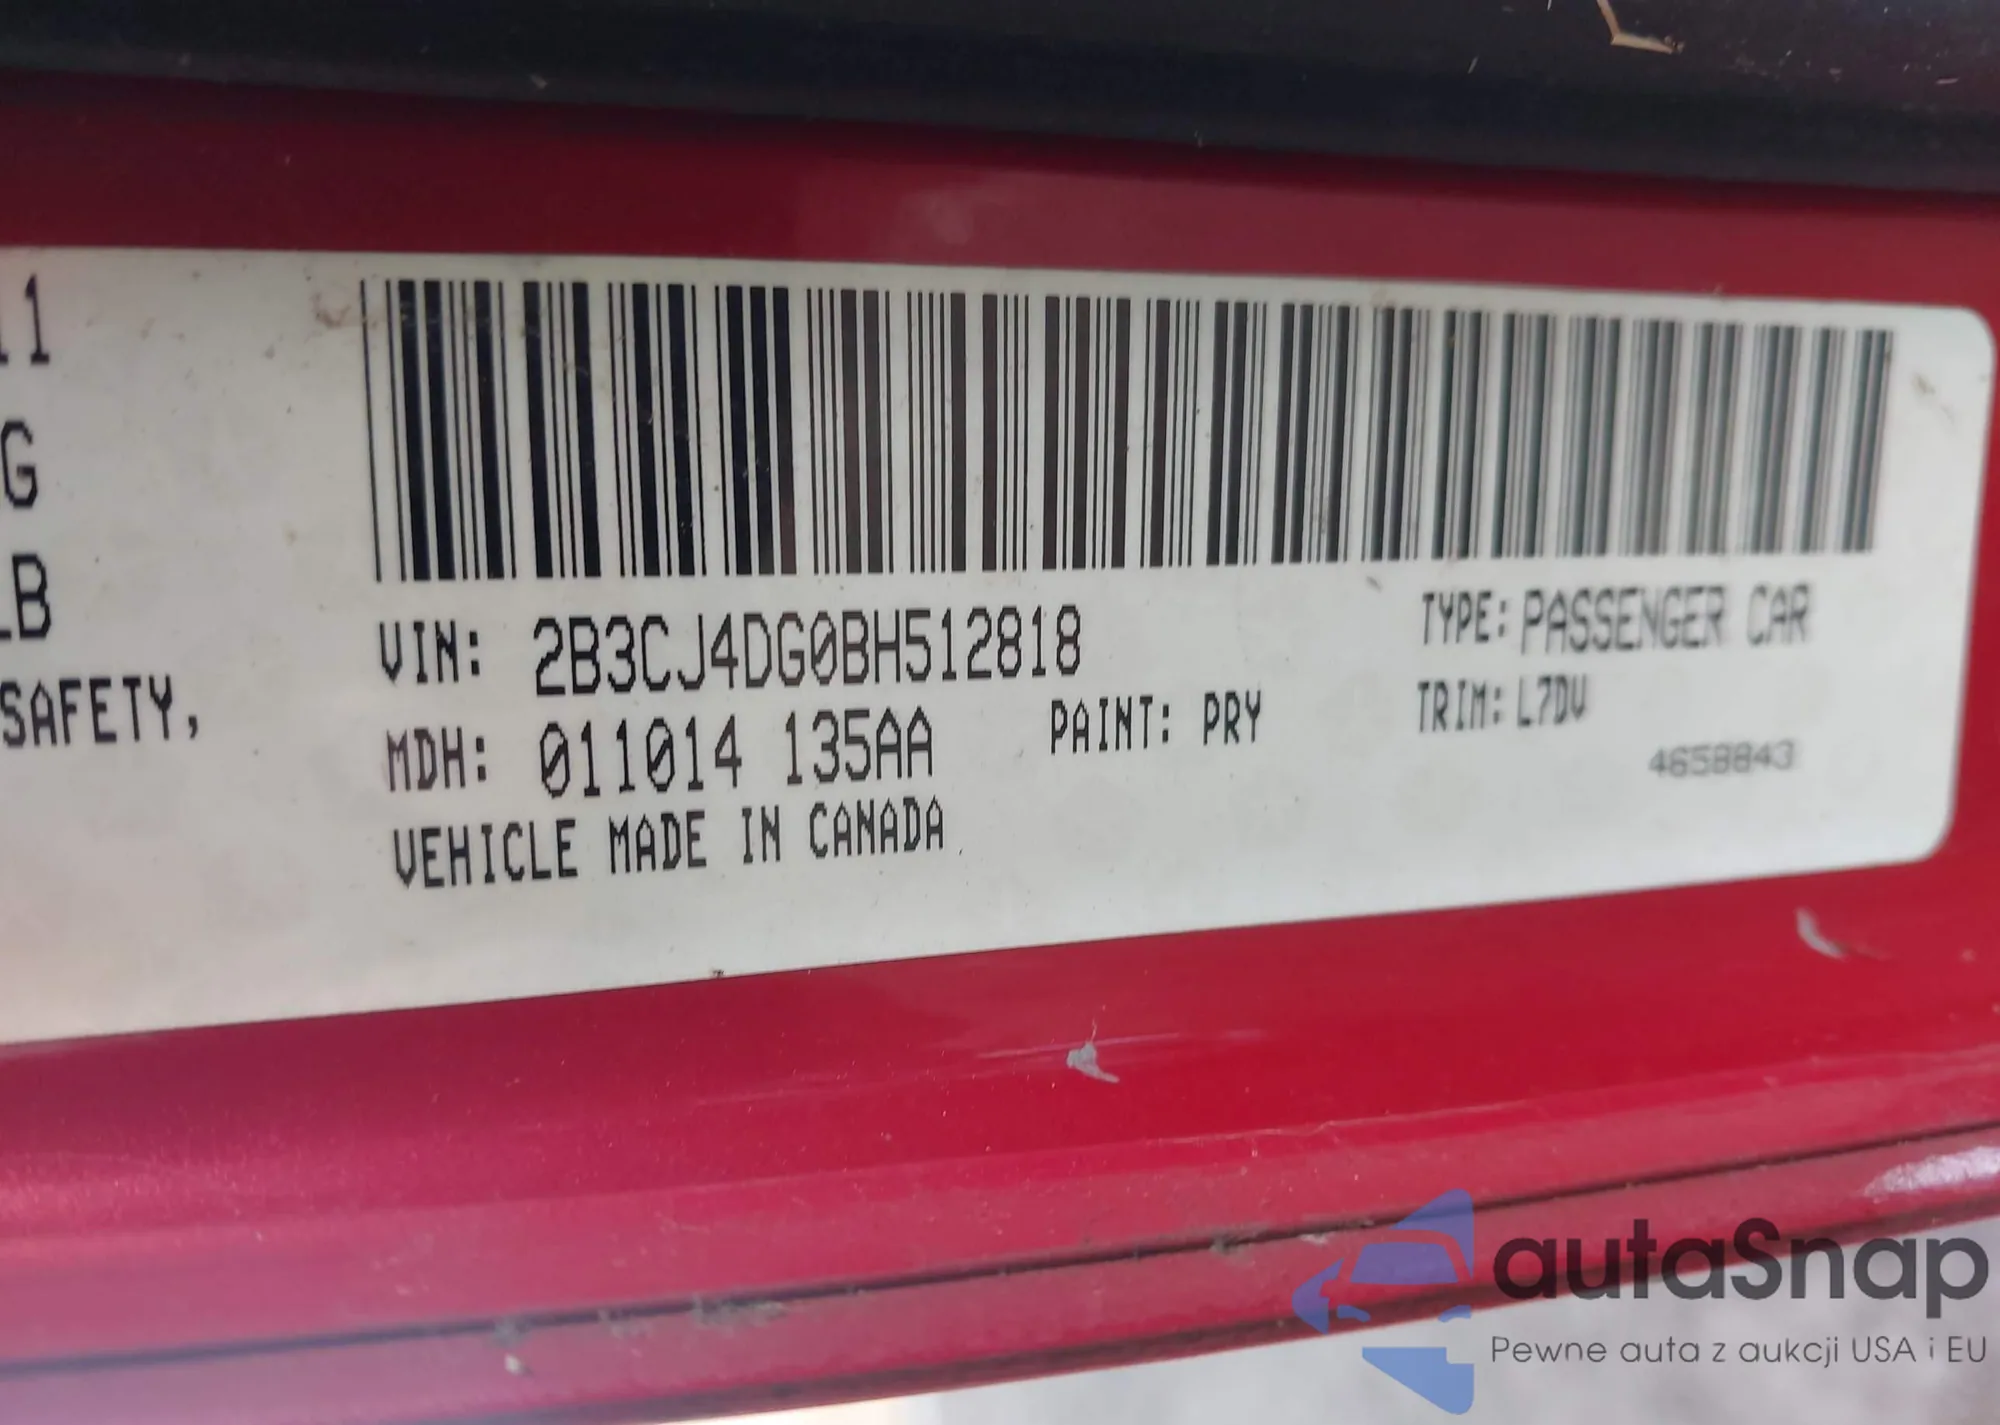 11
G
LB
SAFETY,
VIN: 2B3CJ4DG0BH512818
TYPE: PASSENGER CAR
MDH: 011014 135AA
PAINT: PRY
TRIM: L7DV
4658843
VEHICLE MADE IN CANADA
autaSnap
Pewne auta z aukcji USA i EU